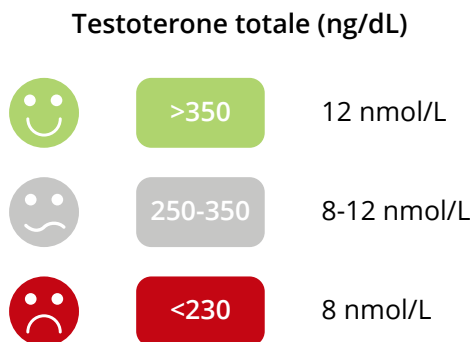 Testoterone totale (ng/dL)
>350 12 nmol/L
250-350 8-12 nmol/L
<230 8 nmol/L